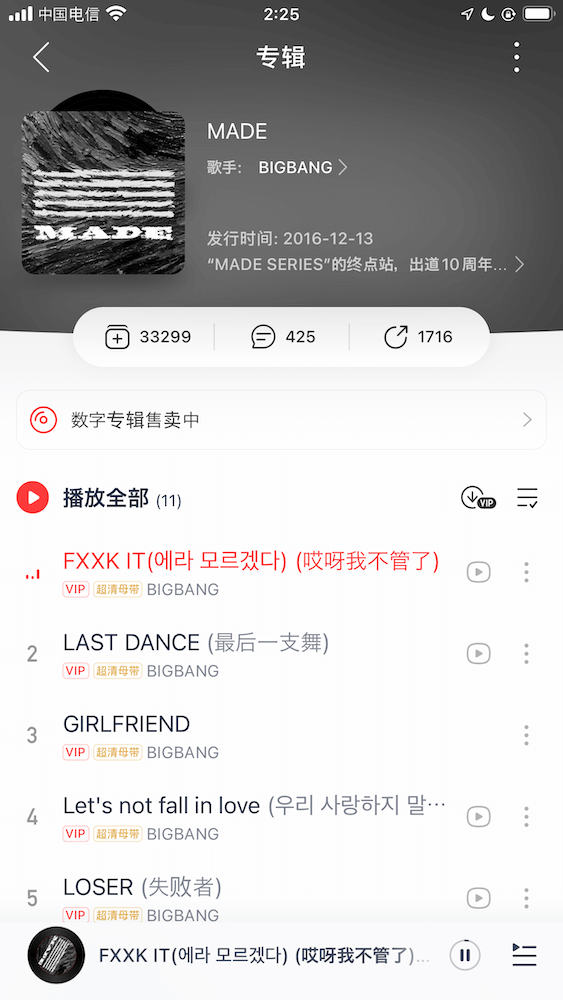 中国电信
2:25
专辑
MADE
MADE
歌手: BIGBANG
发行时间: 2016-12-13
“MADE SERIES”的终点站，出道10周年...
33299
425
1716
数字专辑售卖中
播放全部 (11)
VIP
FXXK IT(에라 모르겠다) (哎呀我不管了)
VIP 超清母带 BIGBANG
2
LAST DANCE (最后一支舞)
VIP 超清母带 BIGBANG
3
GIRLFRIEND
VIP 超清母带 BIGBANG
4
Let's not fall in love (우리 사랑하지 말…
VIP 超清母带 BIGBANG
5
LOSER (失败者)
VIP 超清母带 BIGBANG
FXXK IT(에라 모르겠다) (哎呀我不管了)...